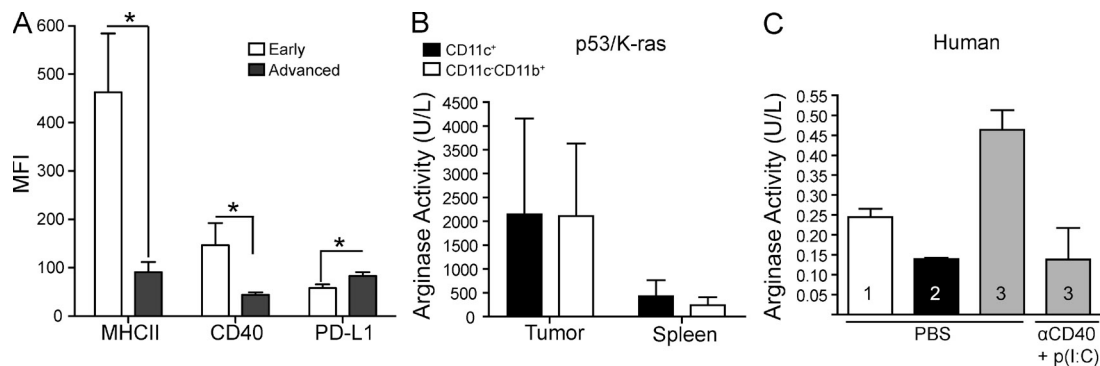 A
MFI
600
500
400
300
200
100
0
*
*
*
Early
Advanced
MHCII CD40 PD-L1
B
p53/K-ras
CD11c+
CD11c-CD11b+
Arginase Activity (U/L)
4500
4000
3500
3000
2500
2000
1500
1000
500
0
Tumor Spleen
C
Human
Arginase Activity (U/L)
0.55
0.50
0.45
0.40
0.35
0.30
0.25
0.20
0.15
0.10
0.05
1 2 3 3
PBS
αCD40
+ p(I:C)